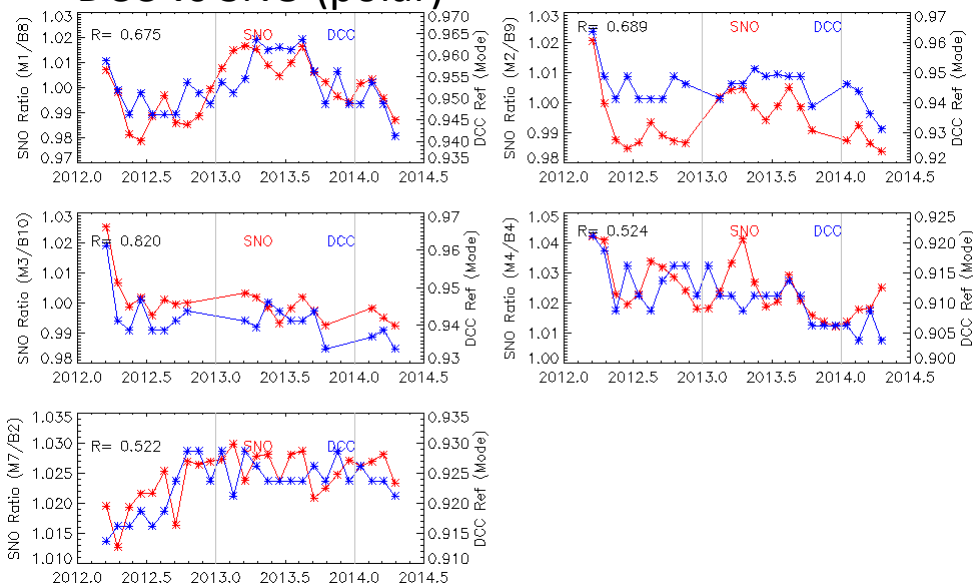 DCC vs SNO (polar)
SNO Ratio (M1/B8)
1.03
1.02
1.01
1.00
0.99
0.98
0.97
R= 0.675
SNO
DCC
0.970
0.965
0.960
0.955
0.950
0.945
0.940
0.935
DCC Ref (Mode)
2012.0 2012.5 2013.0 2013.5 2014.0 2014.5
SNO Ratio (M2/B9)
1.03
1.02
1.01
1.00
0.99
0.98
R= 0.689
SNO
DCC
0.97
0.96
0.95
0.94
0.93
0.92
DCC Ref (Mode)
2012.0 2012.5 2013.0 2013.5 2014.0 2014.5
SNO Ratio (M3/B10)
1.03
1.02
1.01
1.00
0.99
0.98
R= 0.820
SNO
DCC
0.97
0.96
0.95
0.94
0.93
DCC Ref (Mode)
2012.0 2012.5 2013.0 2013.5 2014.0 2014.5
SNO Ratio (M4/B4)
1.05
1.04
1.03
1.02
1.01
1.00
R= 0.524
SNO
DCC
0.925
0.920
0.915
0.910
0.905
0.900
DCC Ref (Mode)
2012.0 2012.5 2013.0 2013.5 2014.0 2014.5
SNO Ratio (M7/B2)
1.035
1.030
1.025
1.020
1.015
1.010
R= 0.522
SNO
DCC
0.935
0.930
0.925
0.920
0.915
0.910
DCC Ref (Mode)
2012.0 2012.5 2013.0 2013.5 2014.0 2014.5